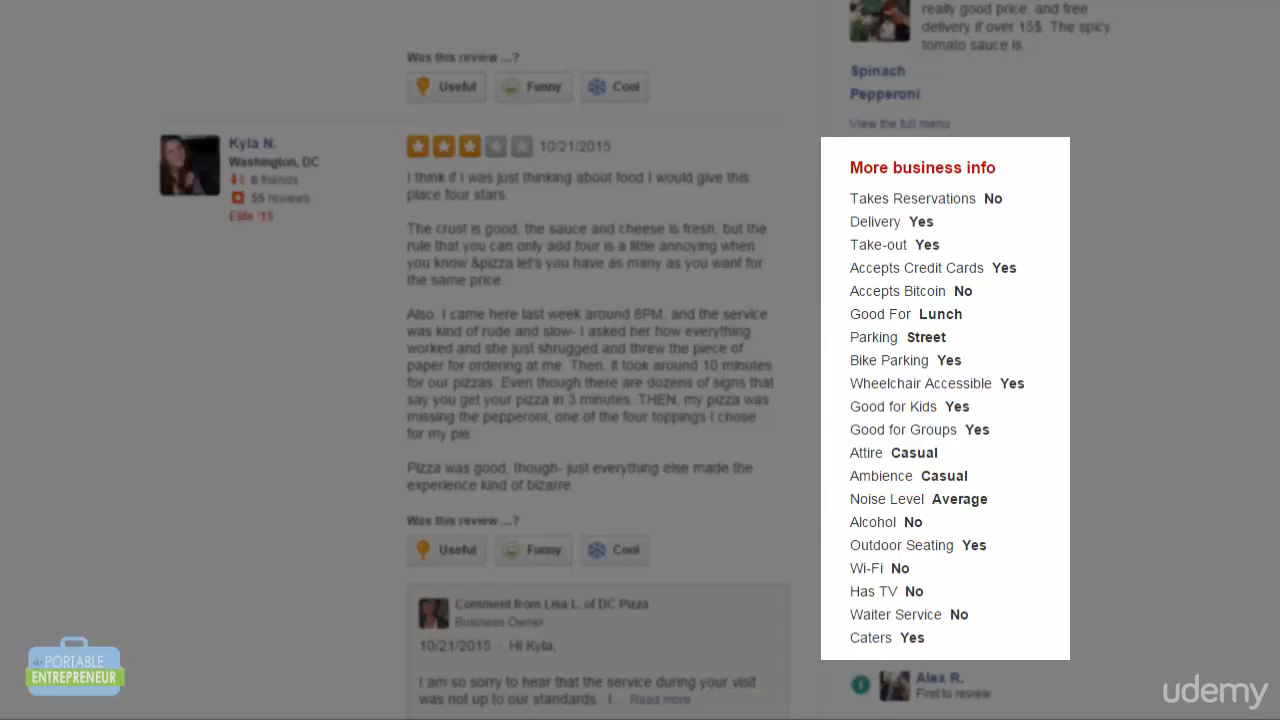 Was this review ...?
Useful
Funny
Cool
Kyla N.
Washington, DC
6 friends
55 reviews
Elite '15
10/21/2015
I think if I was just thinking about food I would give this
place four stars.
The crust is good, the sauce and cheese is fresh, but the
rule that you can only add four is a little annoying when
you know &pizza let's you have as many as you want for
the same price.
Also, I came here last week around 8PM, and the service
was kind of rude and slow- I asked her how everything
worked and she just shrugged and threw the piece of
paper for ordering at me. Then, it took around 10 minutes
for our pizzas. Even though there are dozens of signs that
say you get your pizza in 3 minutes. THEN, my pizza was
missing the pepperoni, one of the four toppings I chose
for my pie.
Pizza was good, though- just everything else made the
experience kind of bizarre.
Was this review ...?
Useful
Funny
Cool
Comment from Lisa L. of DC Pizza
Business Owner
10/21/2015 · Hi Kyla,
I am so sorry to hear that the service during your visit
was not up to our standards. I... Read more
really good price, and free
delivery if over 15$. The spicy
tomato sauce is
Spinach
Pepperoni
View the full menu
More business info
Takes Reservations No
Delivery Yes
Take-out Yes
Accepts Credit Cards Yes
Accepts Bitcoin No
Good For Lunch
Parking Street
Bike Parking Yes
Wheelchair Accessible Yes
Good for Kids Yes
Good for Groups Yes
Attire Casual
Ambience Casual
Noise Level Average
Alcohol No
Outdoor Seating Yes
Wi-Fi No
Has TV No
Waiter Service No
Caters Yes
Alex R.
First to review
PORTABLE
ENTREPRENEUR
udemy